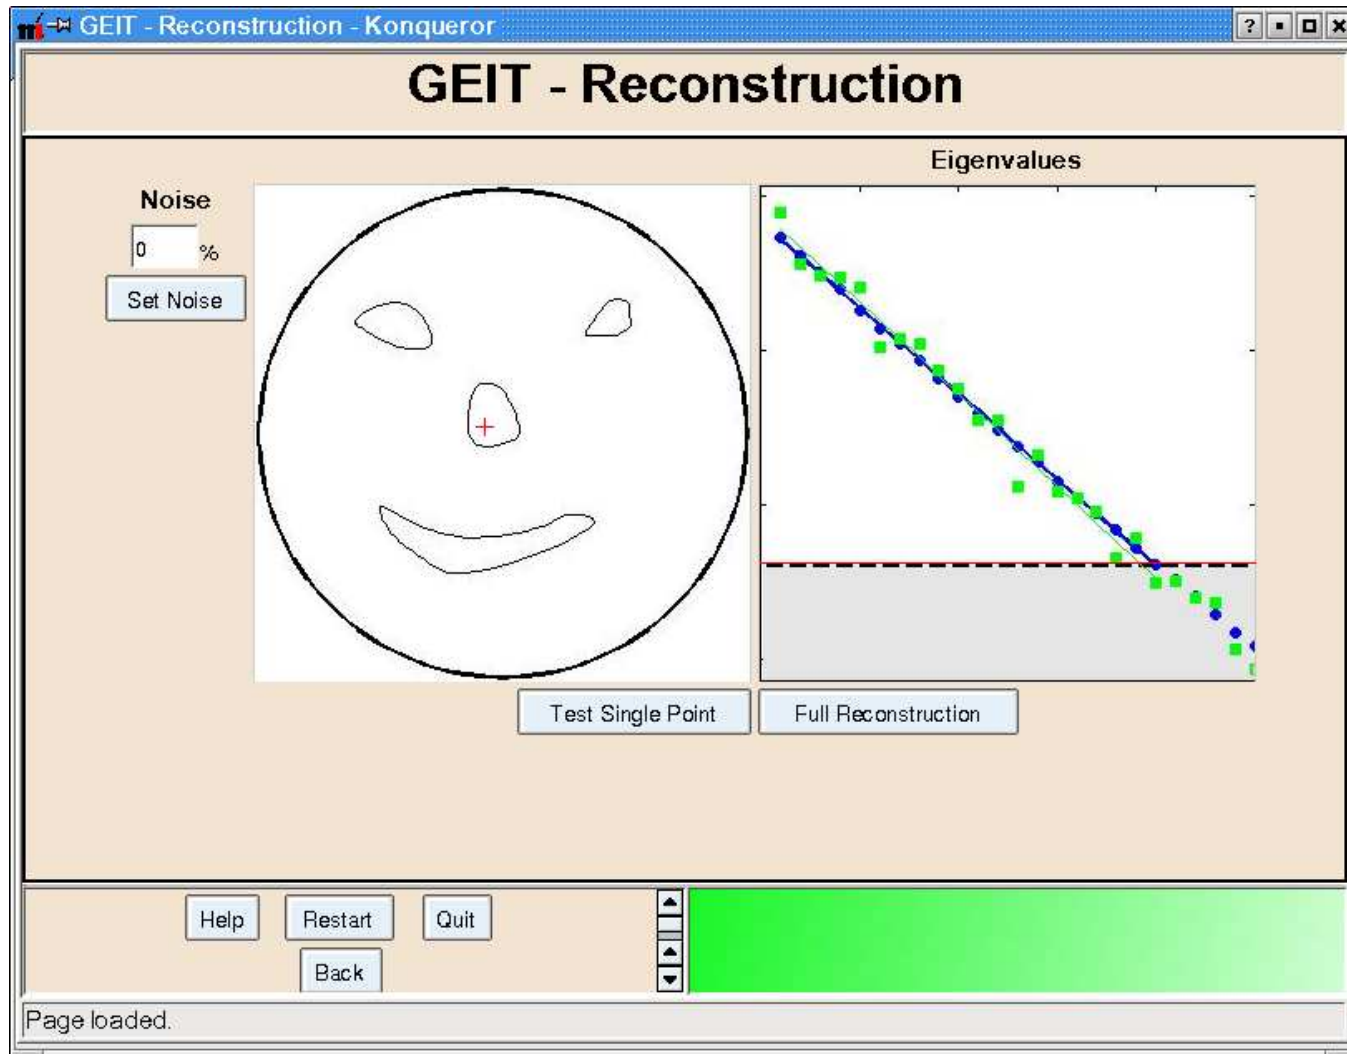 GEIT - Reconstruction - Konqueror
GEIT - Reconstruction
Eigenvalues
Noise
0 %
Set Noise
Test Single Point
Full Reconstruction
Help
Restart
Quit
Back
Page loaded.